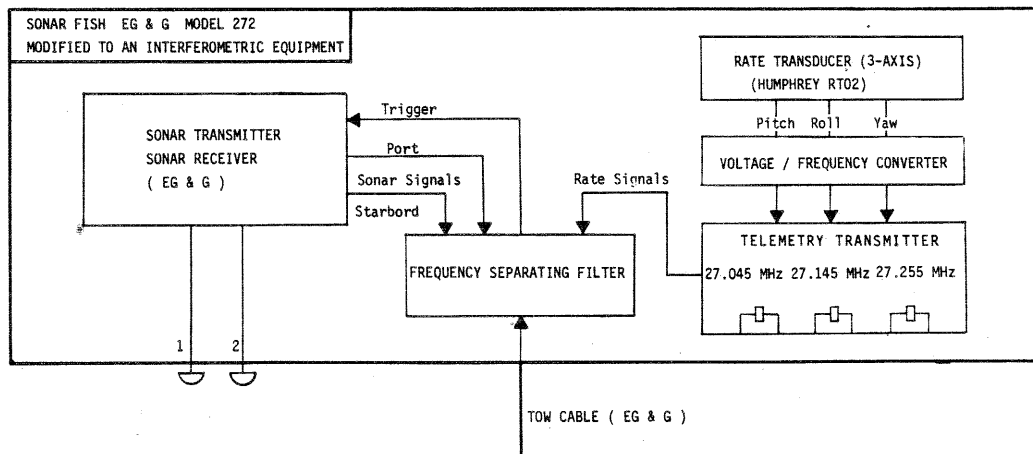 SONAR FISH EG & G MODEL 272
MODIFIED TO AN INTERFEROMETRIC EQUIPMENT
RATE TRANSDUCER (3-AXIS)
(HUMPHREY RT02)
Pitch Roll Yaw
VOLTAGE / FREQUENCY CONVERTER
SONAR TRANSMITTER
SONAR RECEIVER
( EG & G )
Trigger
Port
Sonar Signals
Starbord
Rate Signals
FREQUENCY SEPARATING FILTER
TELEMETRY TRANSMITTER
27.045 MHz 27.145 MHz 27.255 MHz
1 2
TOW CABLE ( EG & G )